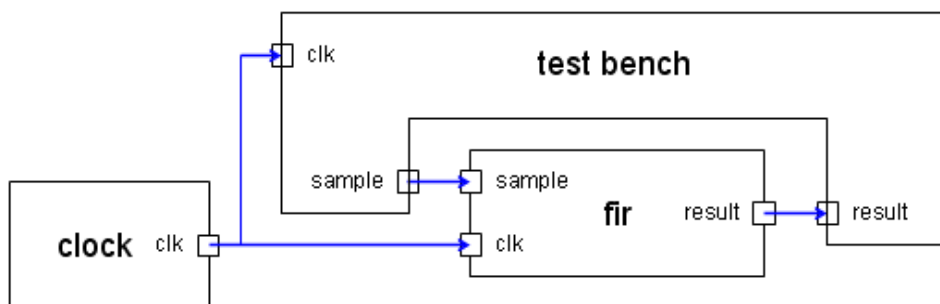 clk
test bench
sample
sample
fir
result
result
clock
clk
clk